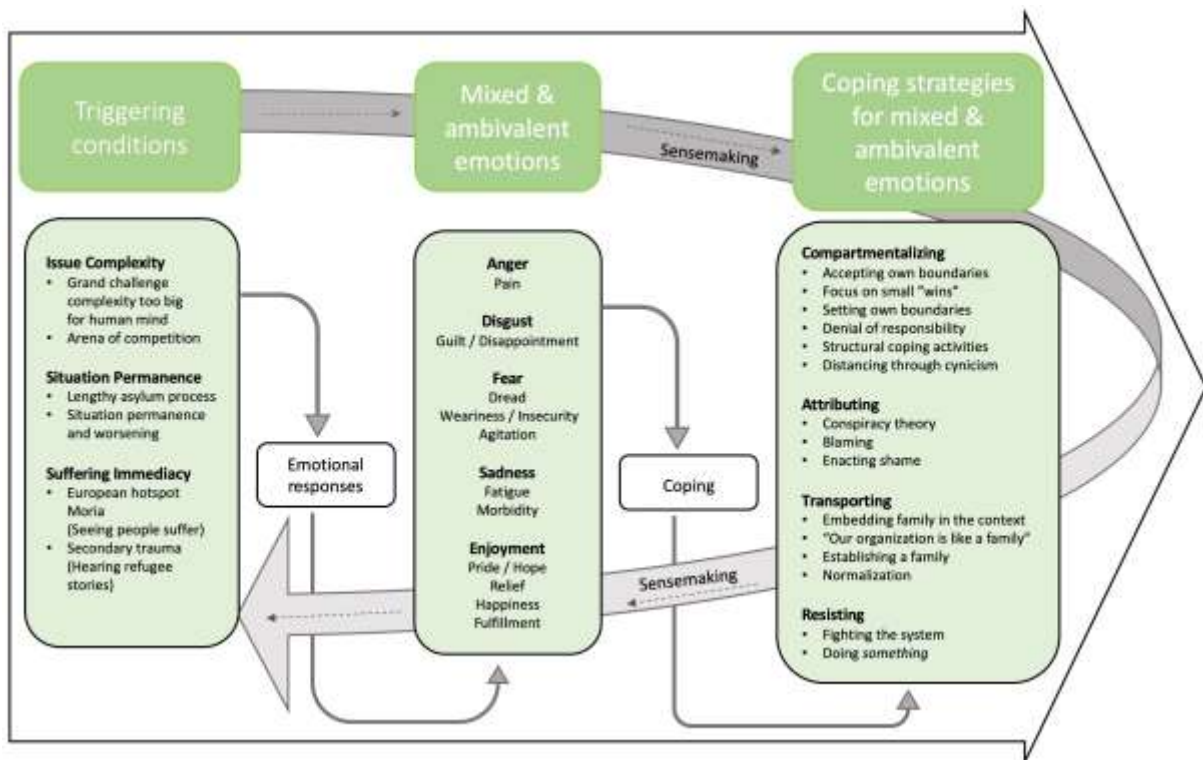 Triggering
conditions
Mixed &
ambivalent
emotions
Coping strategies
for mixed &
ambivalent
emotions
Sensemaking
Issue Complexity
• Grand challenge
complexity too big
for human mind
• Arena of competition
Situation Permanence
• Lengthy asylum process
• Situation permanence
and worsening
Suffering Immediacy
• European hotspot
Moria
(Seeing people suffer)
• Secondary trauma
(Hearing refugee
stories)
Emotional
responses
Anger
Pain
Disgust
Guilt / Disappointment
Fear
Dread
Weariness / Insecurity
Agitation
Sadness
Fatigue
Morbidity
Enjoyment
Pride / Hope
Relief
Happiness
Fulfillment
Coping
Sensemaking
Compartmentalizing
• Accepting own boundaries
• Focus on small "wins"
• Setting own boundaries
• Denial of responsibility
• Structural coping activities
• Distancing through cynicism
Attributing
• Conspiracy theory
• Blaming
• Enacting shame
Transporting
• Embedding family in the context
• "Our organization is like a family"
• Establishing a family
• Normalization
Resisting
• Fighting the system
• Doing something